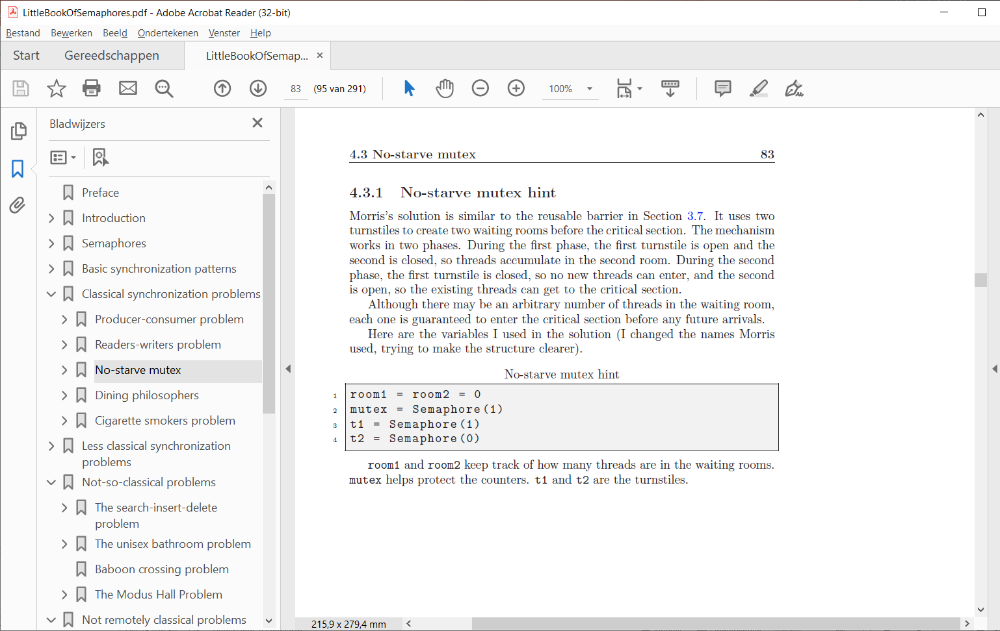 LittleBookOfSemaphores.pdf - Adobe Acrobat Reader (32-bit)
Bestand Bewerken Beeld Ondertekenen Venster Help
Start Gereedschappen LittleBookOfSemap... ×
83 (95 van 291) 100%
Bladwijzers
Preface
Introduction
Semaphores
Basic synchronization patterns
Classical synchronization problems
Producer-consumer problem
Readers-writers problem
No-starve mutex
Dining philosophers
Cigarette smokers problem
Less classical synchronization
problems
Not-so-classical problems
The search-insert-delete
problem
The unisex bathroom problem
Baboon crossing problem
The Modus Hall Problem
Not remotely classical problems
4.3 No-starve mutex 83
4.3.1 No-starve mutex hint
Morris's solution is similar to the reusable barrier in Section 3.7. It uses two
turnstiles to create two waiting rooms before the critical section. The mechanism
works in two phases. During the first phase, the first turnstile is open and the
second is closed, so threads accumulate in the second room. During the second
phase, the first turnstile is closed, so no new threads can enter, and the second
is open, so the existing threads can get to the critical section.
Although there may be an arbitrary number of threads in the waiting room,
each one is guaranteed to enter the critical section before any future arrivals.
Here are the variables I used in the solution (I changed the names Morris
used, trying to make the structure clearer).
No-starve mutex hint
1 room1 = room2 = 0
2 mutex = Semaphore(1)
3 t1 = Semaphore(1)
4 t2 = Semaphore(0)
room1 and room2 keep track of how many threads are in the waiting rooms.
mutex helps protect the counters. t1 and t2 are the turnstiles.
215,9 x 279,4 mm